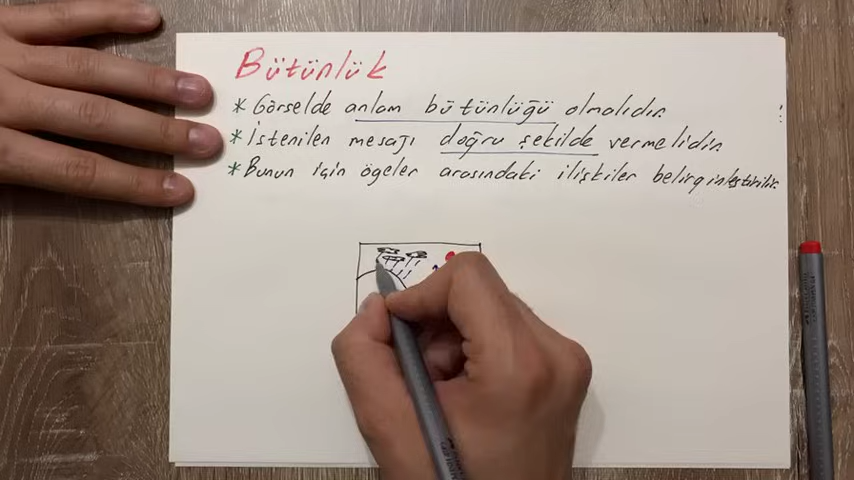 Bütünlük
* Görselde anlam bütünlüğü olmalıdır.
* İstenilen mesajı doğru şekilde vermelidir.
* Bunun için ögeler arasındaki ilişkiler belirginleştirilir.